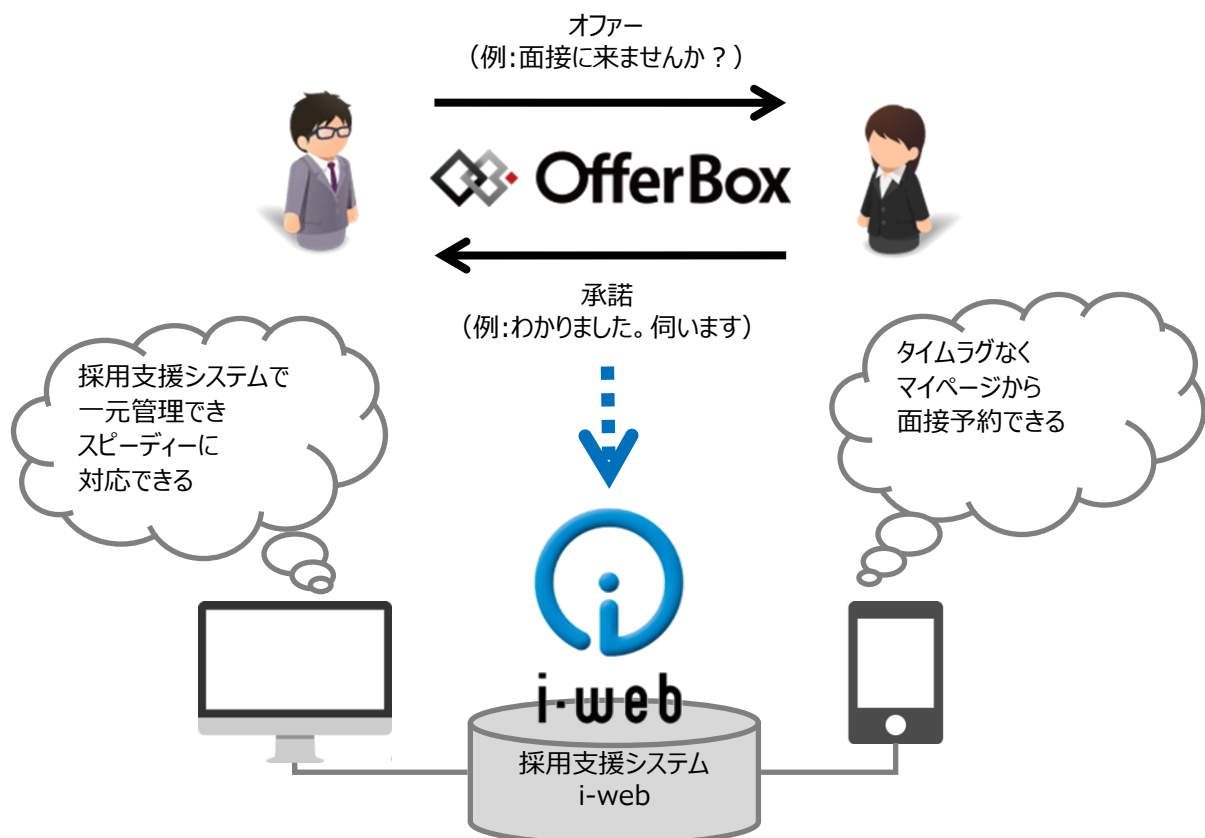 オファー
(例:面接に来ませんか?)
OfferBox
承諾
(例:わかりました。伺います)
採用支援システムで
一元管理でき
スピーディーに
対応できる
タイムラグなく
マイページから
面接予約できる
i-web
採用支援システム
i-web